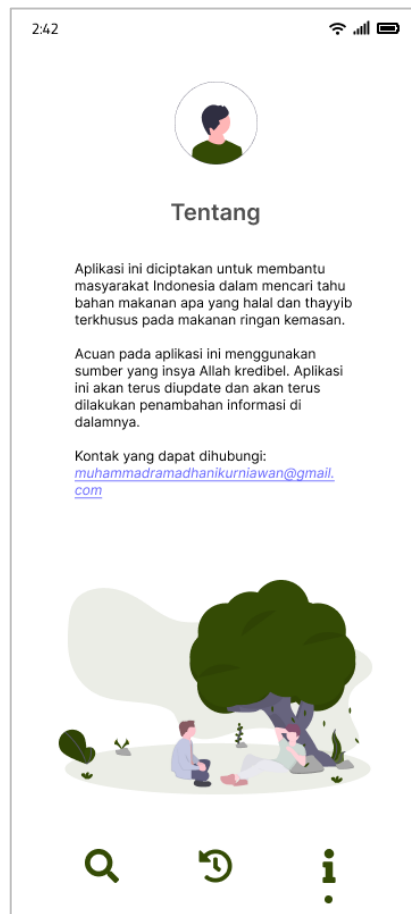 2:42
Tentang
Aplikasi ini diciptakan untuk membantu
masyarakat Indonesia dalam mencari tahu
bahan makanan apa yang halal dan thayyib
terkhusus pada makanan ringan kemasan.
Acuan pada aplikasi ini menggunakan
sumber yang insya Allah kredibel. Aplikasi
ini akan terus diupdate dan akan terus
dilakukan penambahan informasi di
dalamnya.
Kontak yang dapat dihubungi:
muhammadramadhanikurniawan@gmail.
com